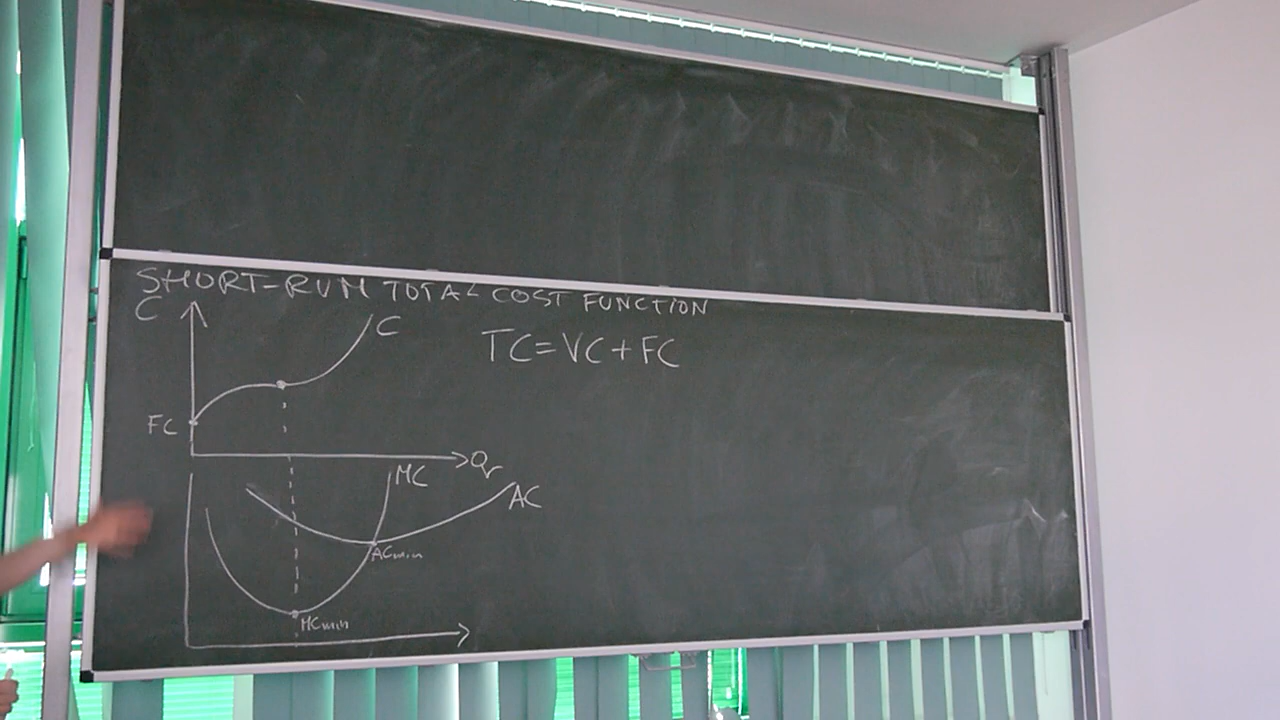 SHORT-RUN TOTAL COST FUNCTION
C
C
TC=VC+FC
FC
Q
MC
AC
ACmin
MCmin